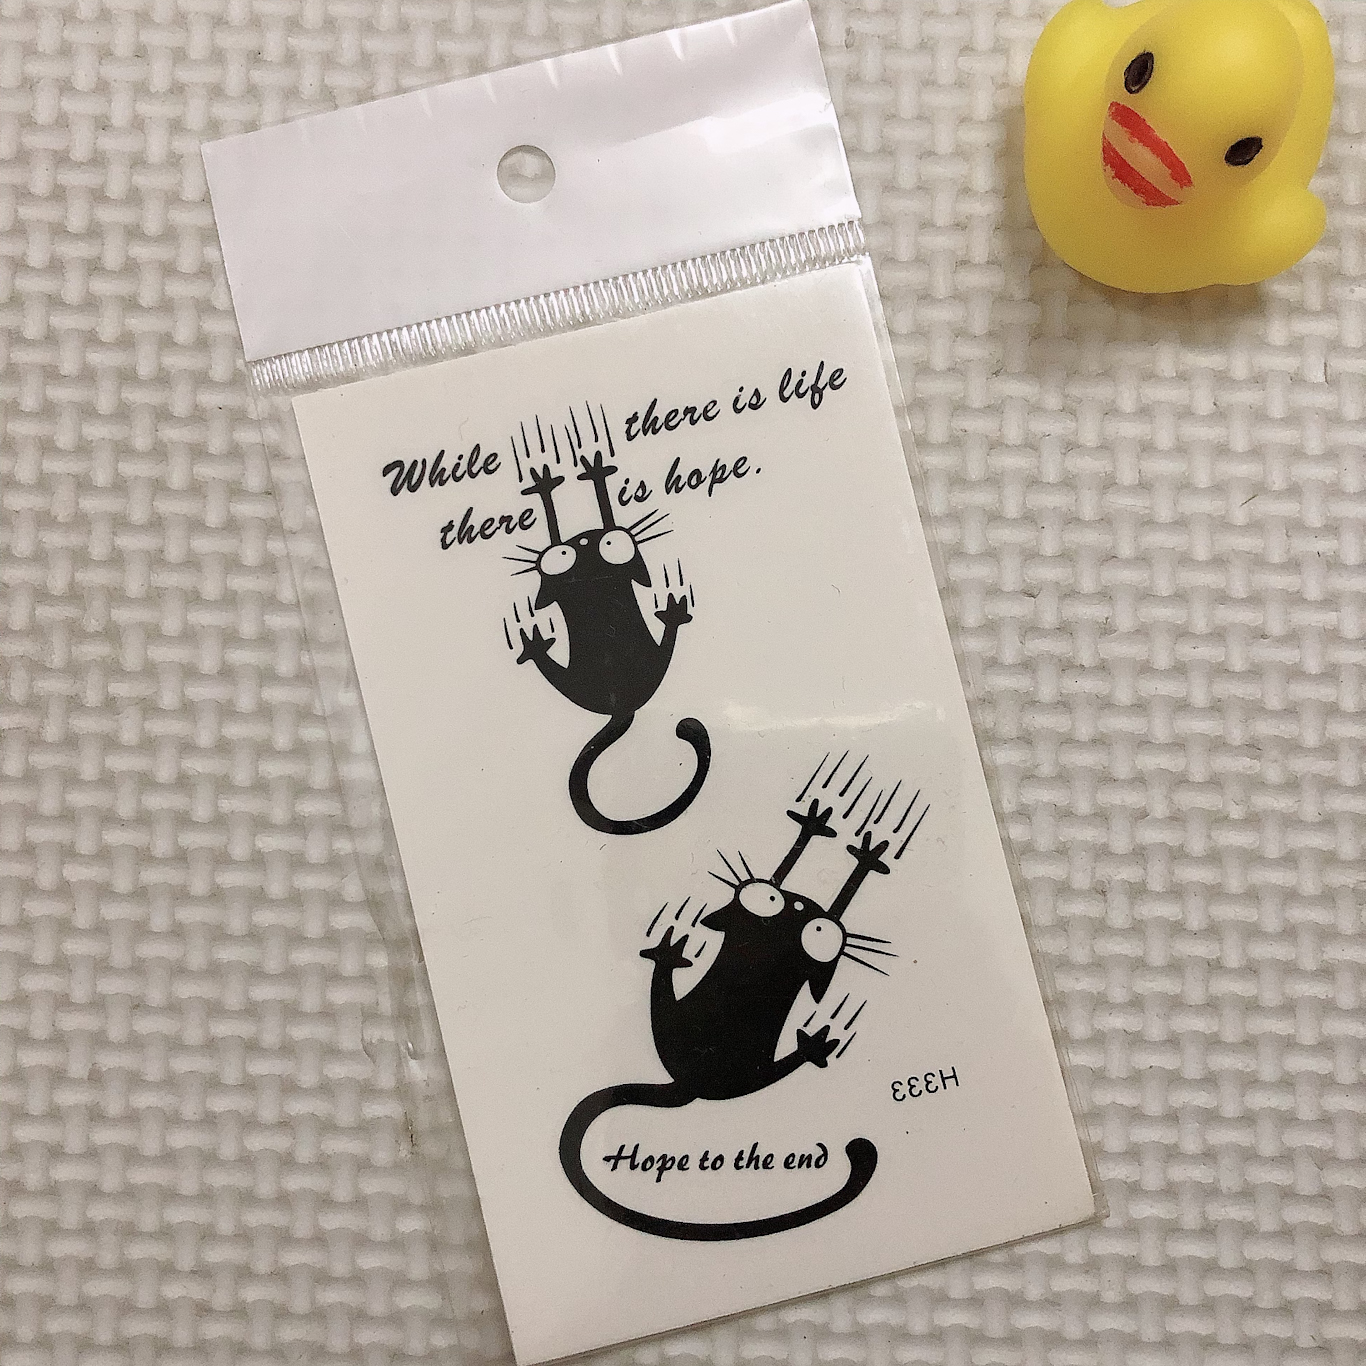 While there is life
there is hope.
H333
Hope to the end